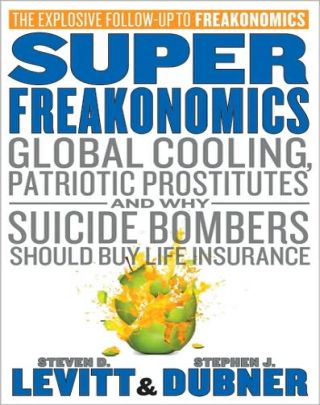 THE EXPLOSIVE FOLLOW-UP TO FREAKONOMICS
SUPER
FREAKONOMICS
GLOBAL COOLING,
PATRIOTIC PROSTITUTES
AND WHY
SUICIDE BOMBERS
SHOULD BUY LIFE INSURANCE
STEVEN D. STEPHEN J.
LEVITT & DUBNER